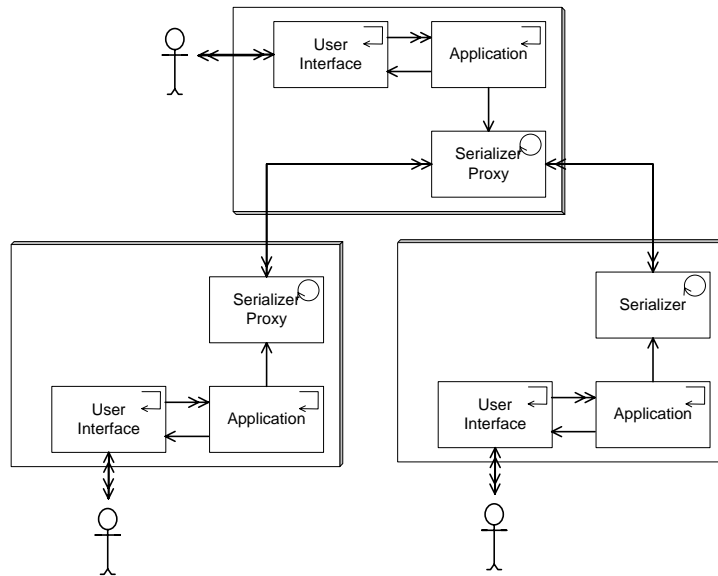 User
Interface
Application
Serializer
Proxy
Serializer
Proxy
User
Interface
Application
Serializer
User
Interface
Application